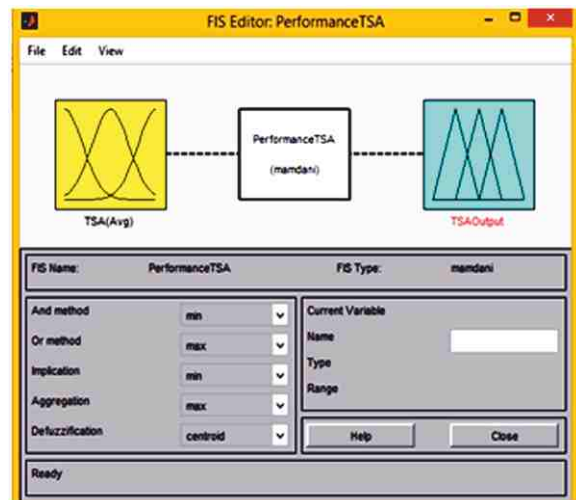 FIS Editor: PerformanceTSA
File Edit View
PerformanceTSA
(mamdani)
TSA(Avg)
TSAOutput
FIS Name: PerformanceTSA FIS Type: mamdani
And method min
Or method max
Implication min
Aggregation max
Defuzzification centroid
Current Variable
Name
Type
Range
Help Close
Ready